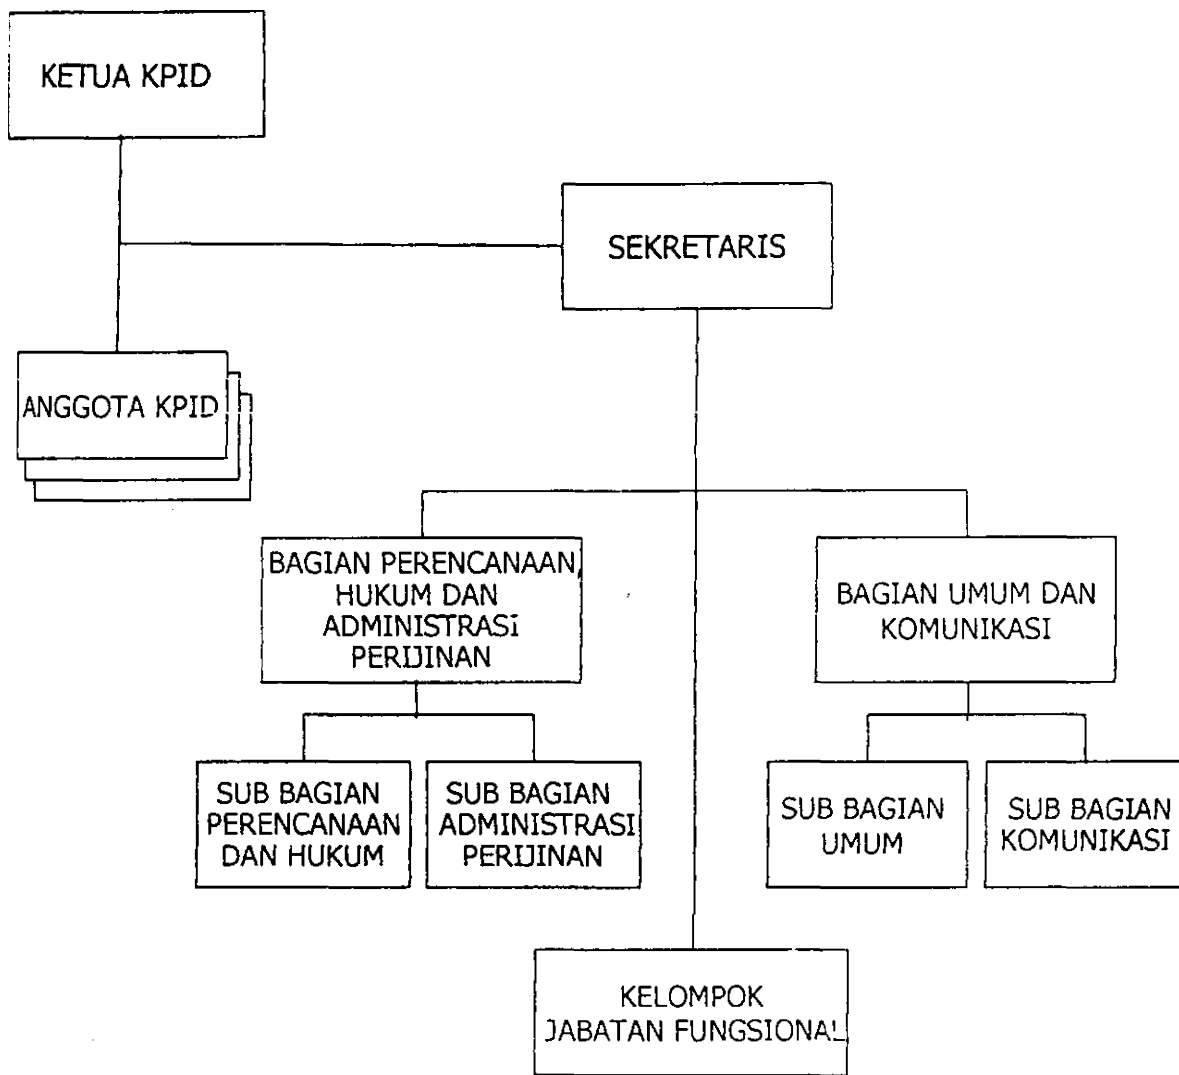 KETUA KPID
SEKRETARIS
ANGGOTA KPID
BAGIAN PERENCANAAN,
HUKUM DAN
ADMINISTRASI
PERIJINAN
BAGIAN UMUM DAN
KOMUNIKASI
SUB BAGIAN
PERENCANAAN
DAN HUKUM
SUB BAGIAN
ADMINISTRASI
PERIJINAN
SUB BAGIAN
UMUM
SUB BAGIAN
KOMUNIKASI
KELOMPOK
JABATAN FUNGSIONAL